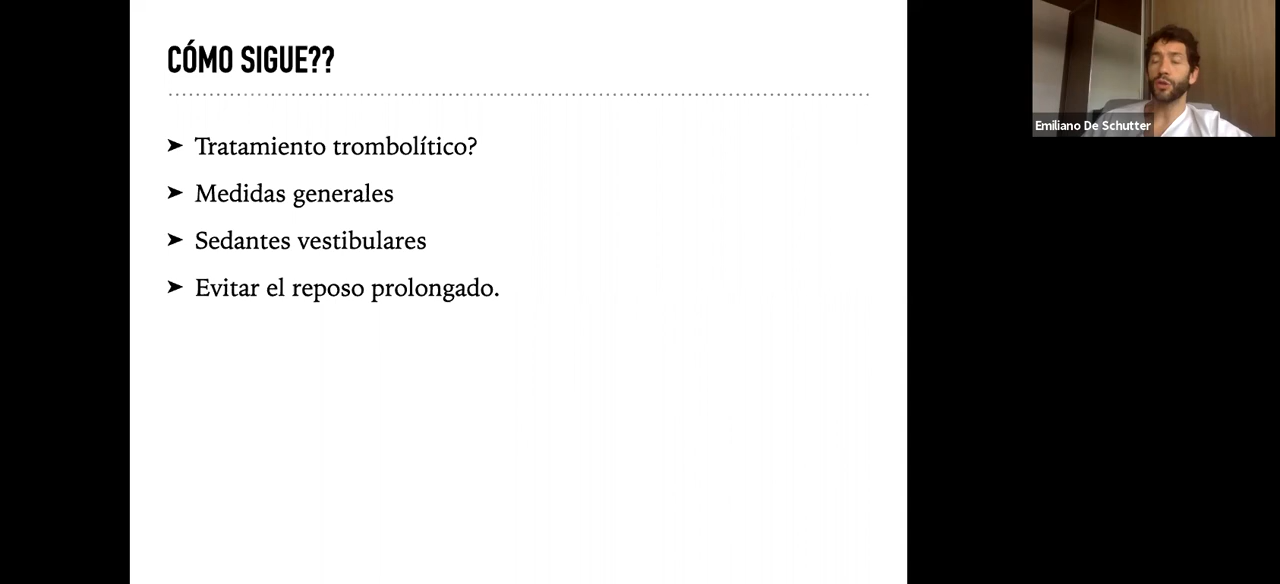 CÓMO SIGUE??
➤ Tratamiento trombolítico?
➤ Medidas generales
➤ Sedantes vestibulares
➤ Evitar el reposo prolongado.
Emiliano De Schutter